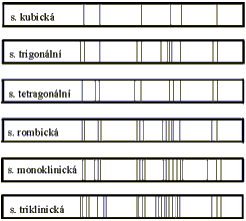 s. kubická
s. trigonální
s. tetragonální
s. rombická
s. monoklinická
s. triklinická